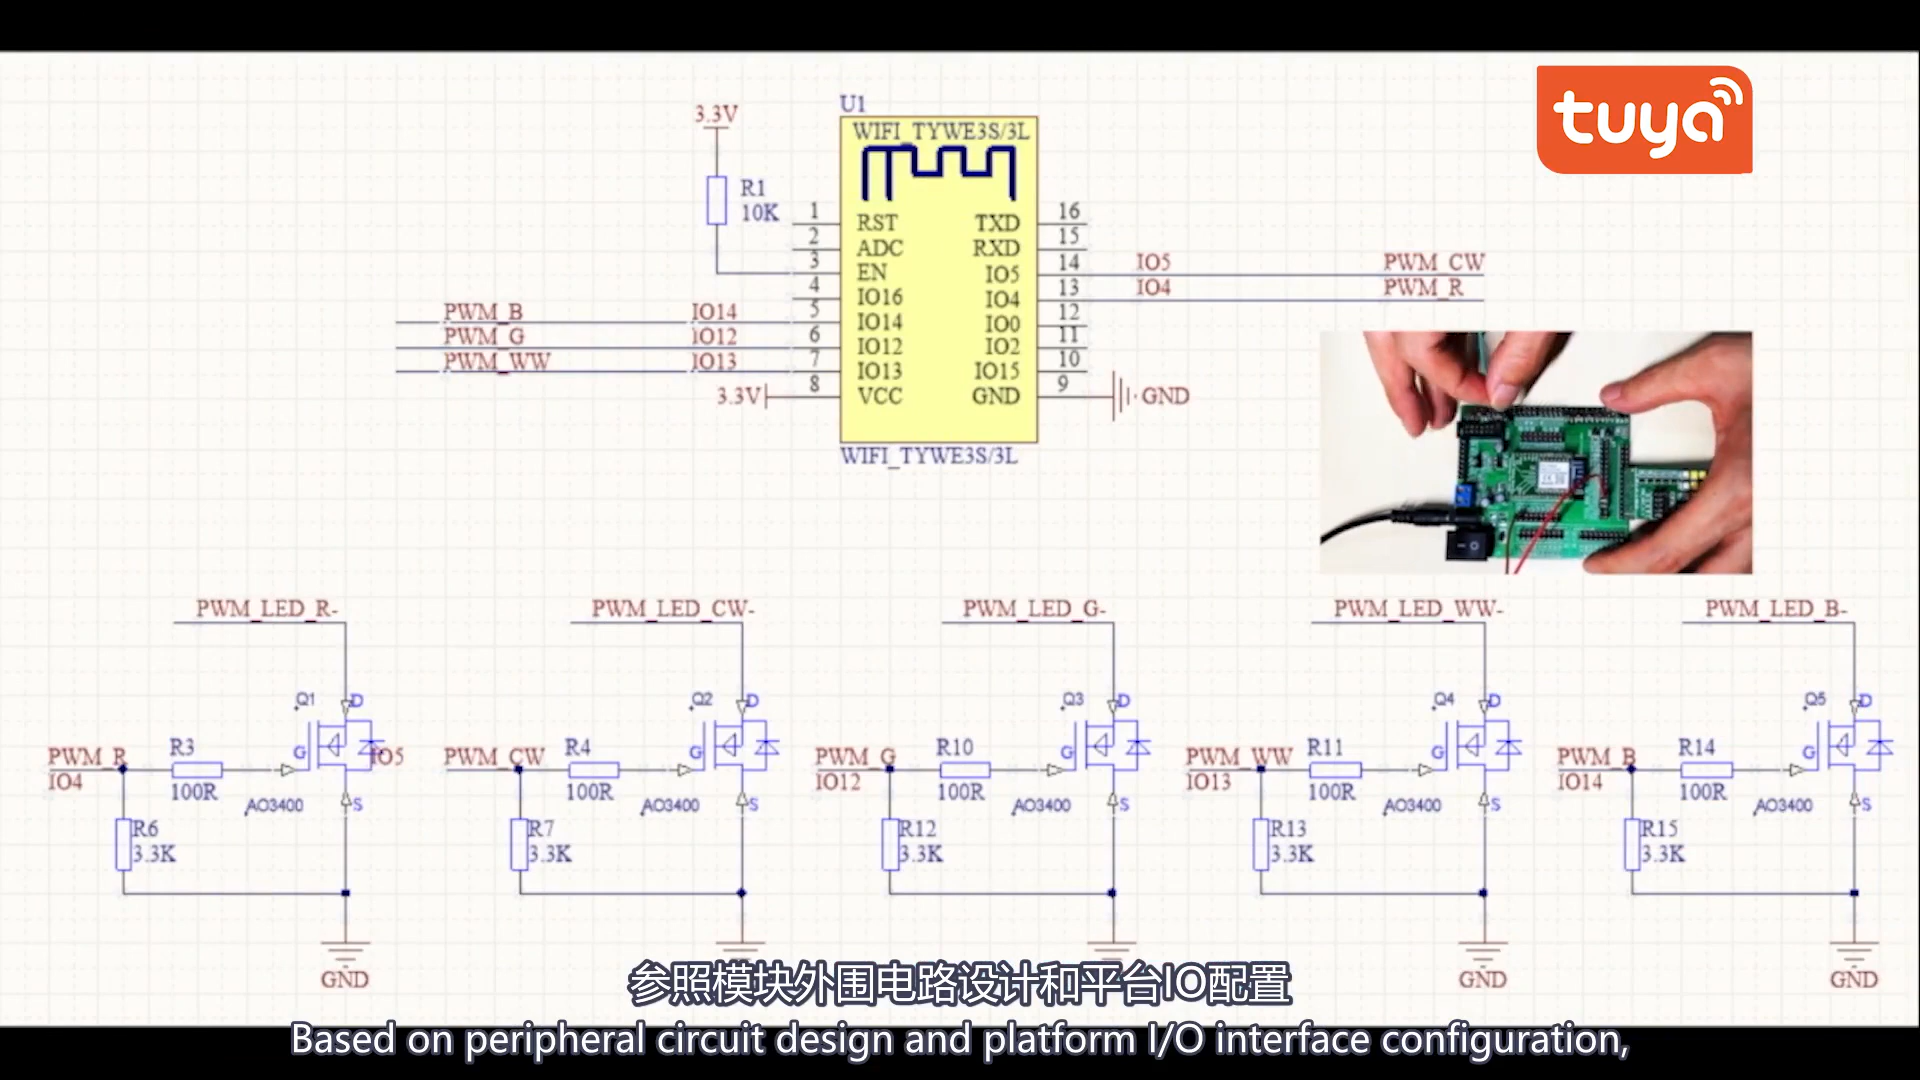 tuya
U1
WIFI_TYWE3S/3L
3.3V
R1
10K
1 RST TXD 16
2 ADC RXD 15
3 EN IO5 14 IO5 PWM_CW
4 IO16 IO4 13 IO4 PWM_R
PWM_B IO14 5 IO14 IO0 12
PWM_G IO12 6 IO12 IO2 11
PWM_WW IO13 7 IO13 IO15 10
3.3V 8 VCC GND 9 GND
WIFI_TYWE3S/3L
PWM_LED_R- PWM_LED_CW- PWM_LED_G- PWM_LED_WW- PWM_LED_B-
Q1 D Q2 D Q3 D Q4 D Q5 D
PWM_R R3 G IO5 PWM_CW R4 G PWM_G R10 G PWM_WW R11 G PWM_B R14 G
IO4 100R AO3400 S 100R AO3400 S IO12 100R AO3400 S IO13 100R AO3400 S IO14 100R AO3400 S
R6 R7 R12 R13 R15
3.3K 3.3K 3.3K 3.3K 3.3K
GND GND GND
参照模块外围电路设计和平台IO配置
Based on peripheral circuit design and platform I/O interface configuration,